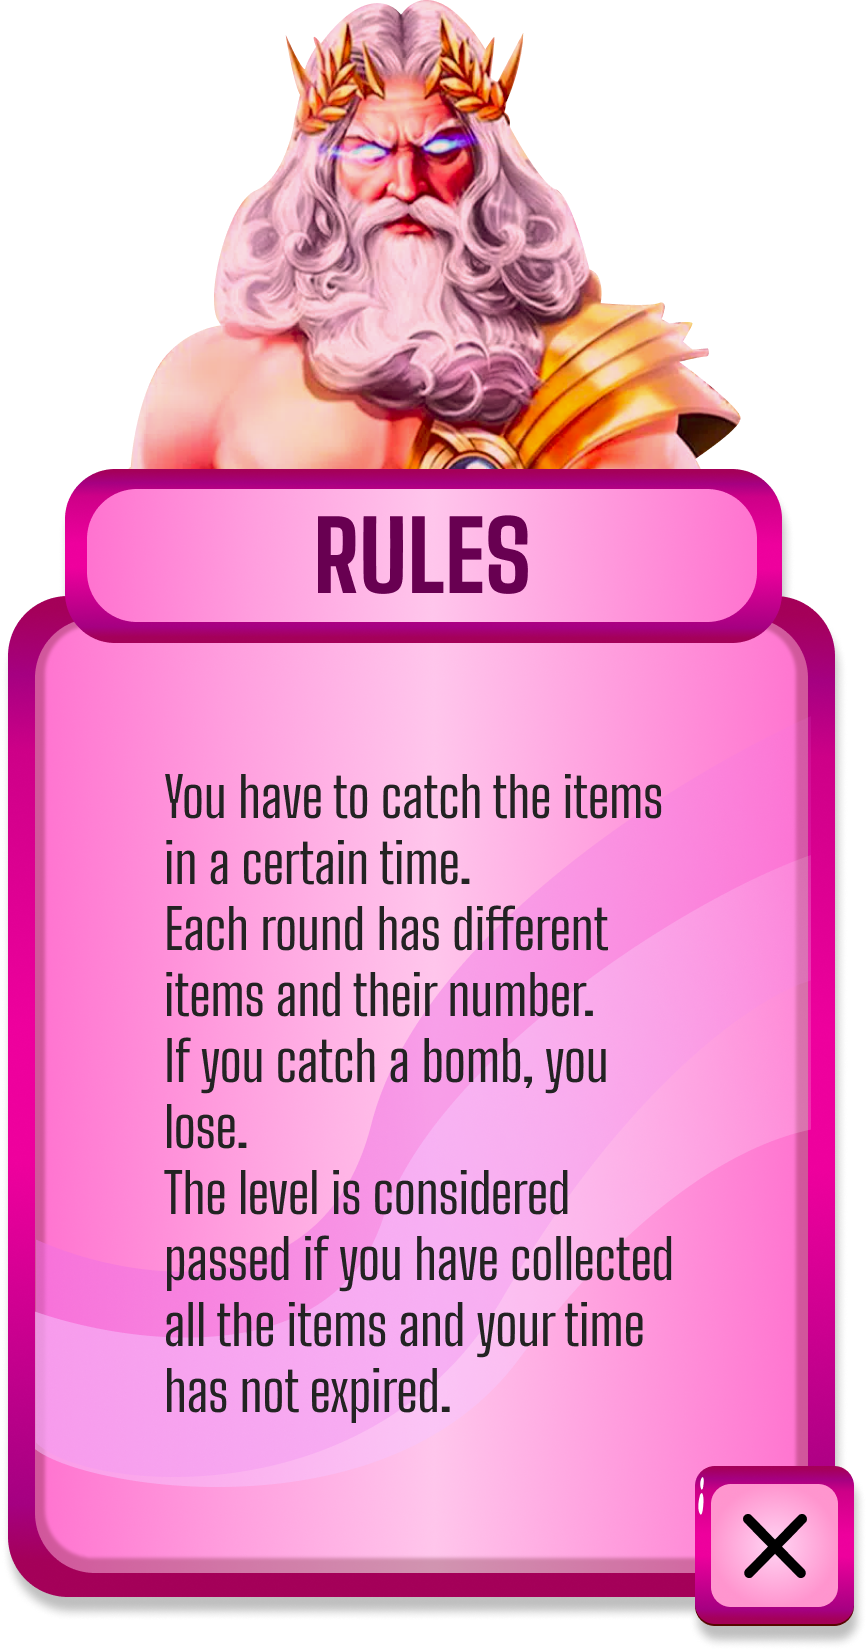 RULES
You have to catch the items
in a certain time.
Each round has different
items and their number.
If you catch a bomb, you
lose.
The level is considered
passed if you have collected
all the items and your time
has not expired.